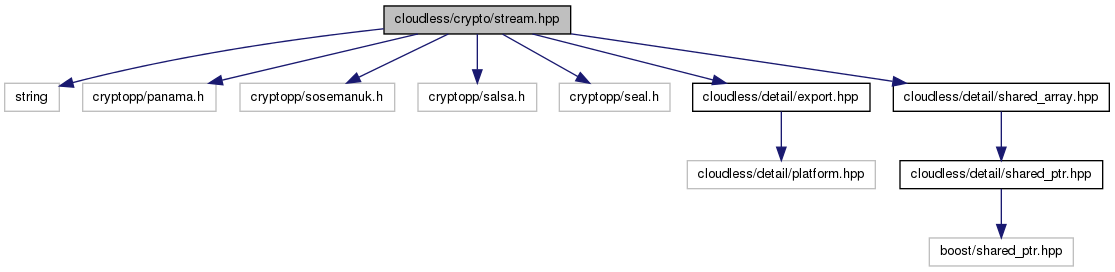 cloudless/crypto/stream.hpp
string
cryptopp/panama.h
cryptopp/sosemanuk.h
cryptopp/salsa.h
cryptopp/seal.h
cloudless/detail/export.hpp
cloudless/detail/shared_array.hpp
cloudless/detail/platform.hpp
cloudless/detail/shared_ptr.hpp
boost/shared_ptr.hpp